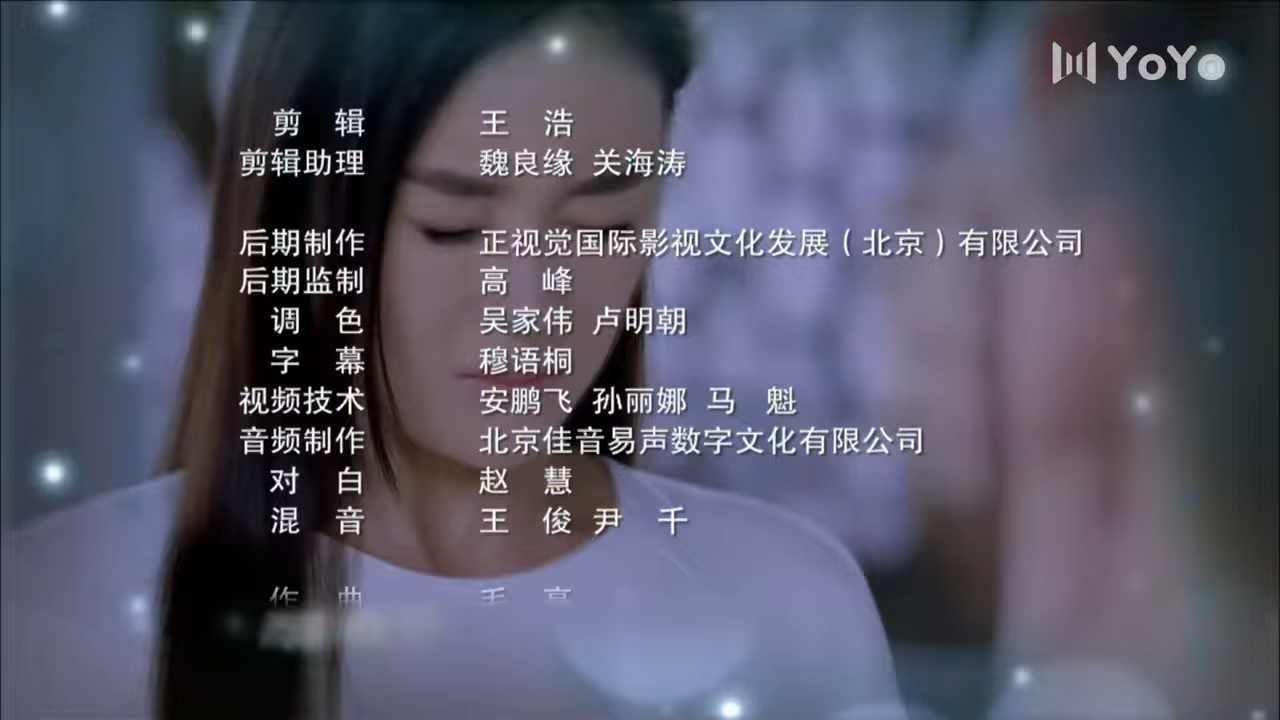 YoYo
剪 辑 王 浩
剪辑助理 魏良缘 关海涛
后期制作 正视觉国际影视文化发展（北京）有限公司
后期监制 高 峰
调 色 吴家伟 卢明朝
字 幕 穆语桐
视频技术 安鹏飞 孙丽娜 马 魁
音频制作 北京佳音易声数字文化有限公司
对 白 赵 慧
混 音 王 俊 尹 千
作 曲